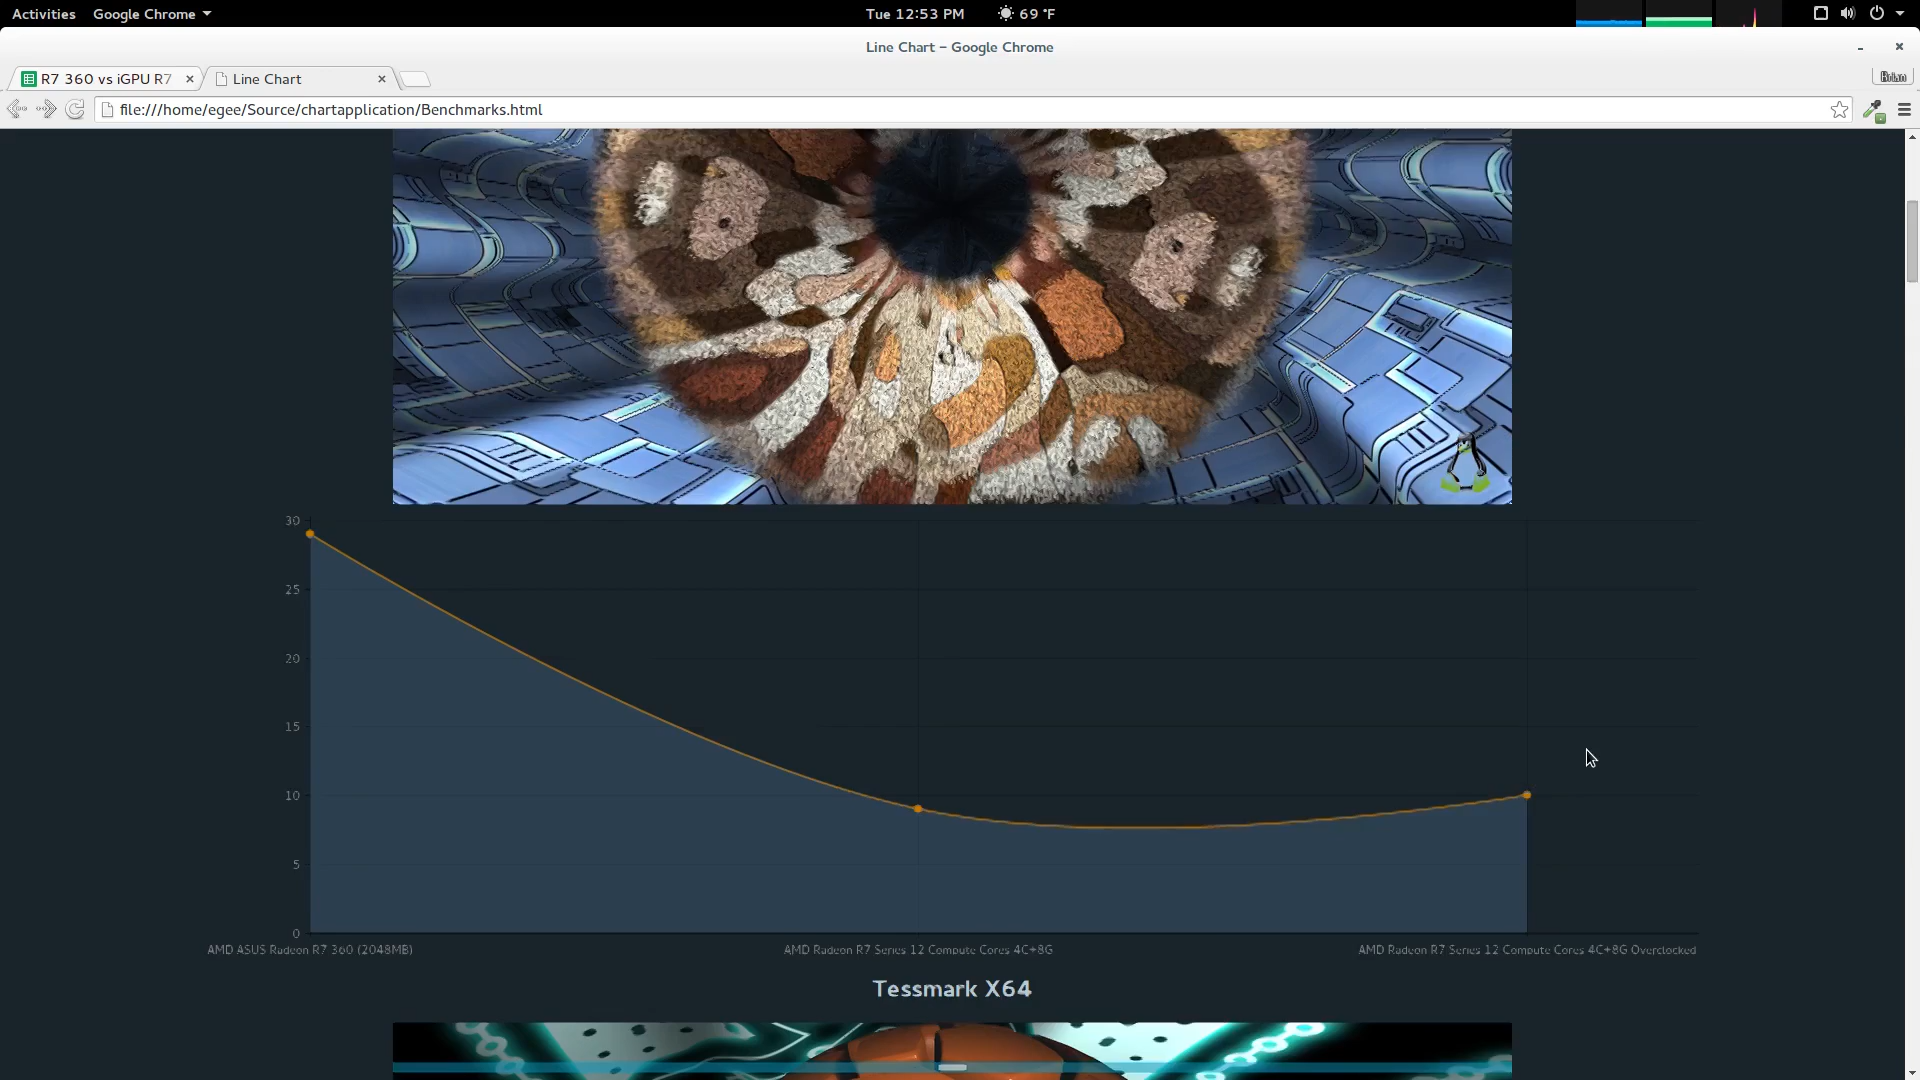 Activities Google Chrome Tue 12:53 PM 69 °F
Line Chart - Google Chrome
R7 360 vs iGPU R7 Line Chart Brian
file:///home/egee/Source/chartapplication/Benchmarks.html
30
25
20
15
10
5
0
AMD ASUS Radeon R7 360 (2048MB) AMD Radeon R7 Series 12 Compute Cores 4C+8G AMD Radeon R7 Series 12 Compute Cores 4C+8G Overclocked
Tessmark X64